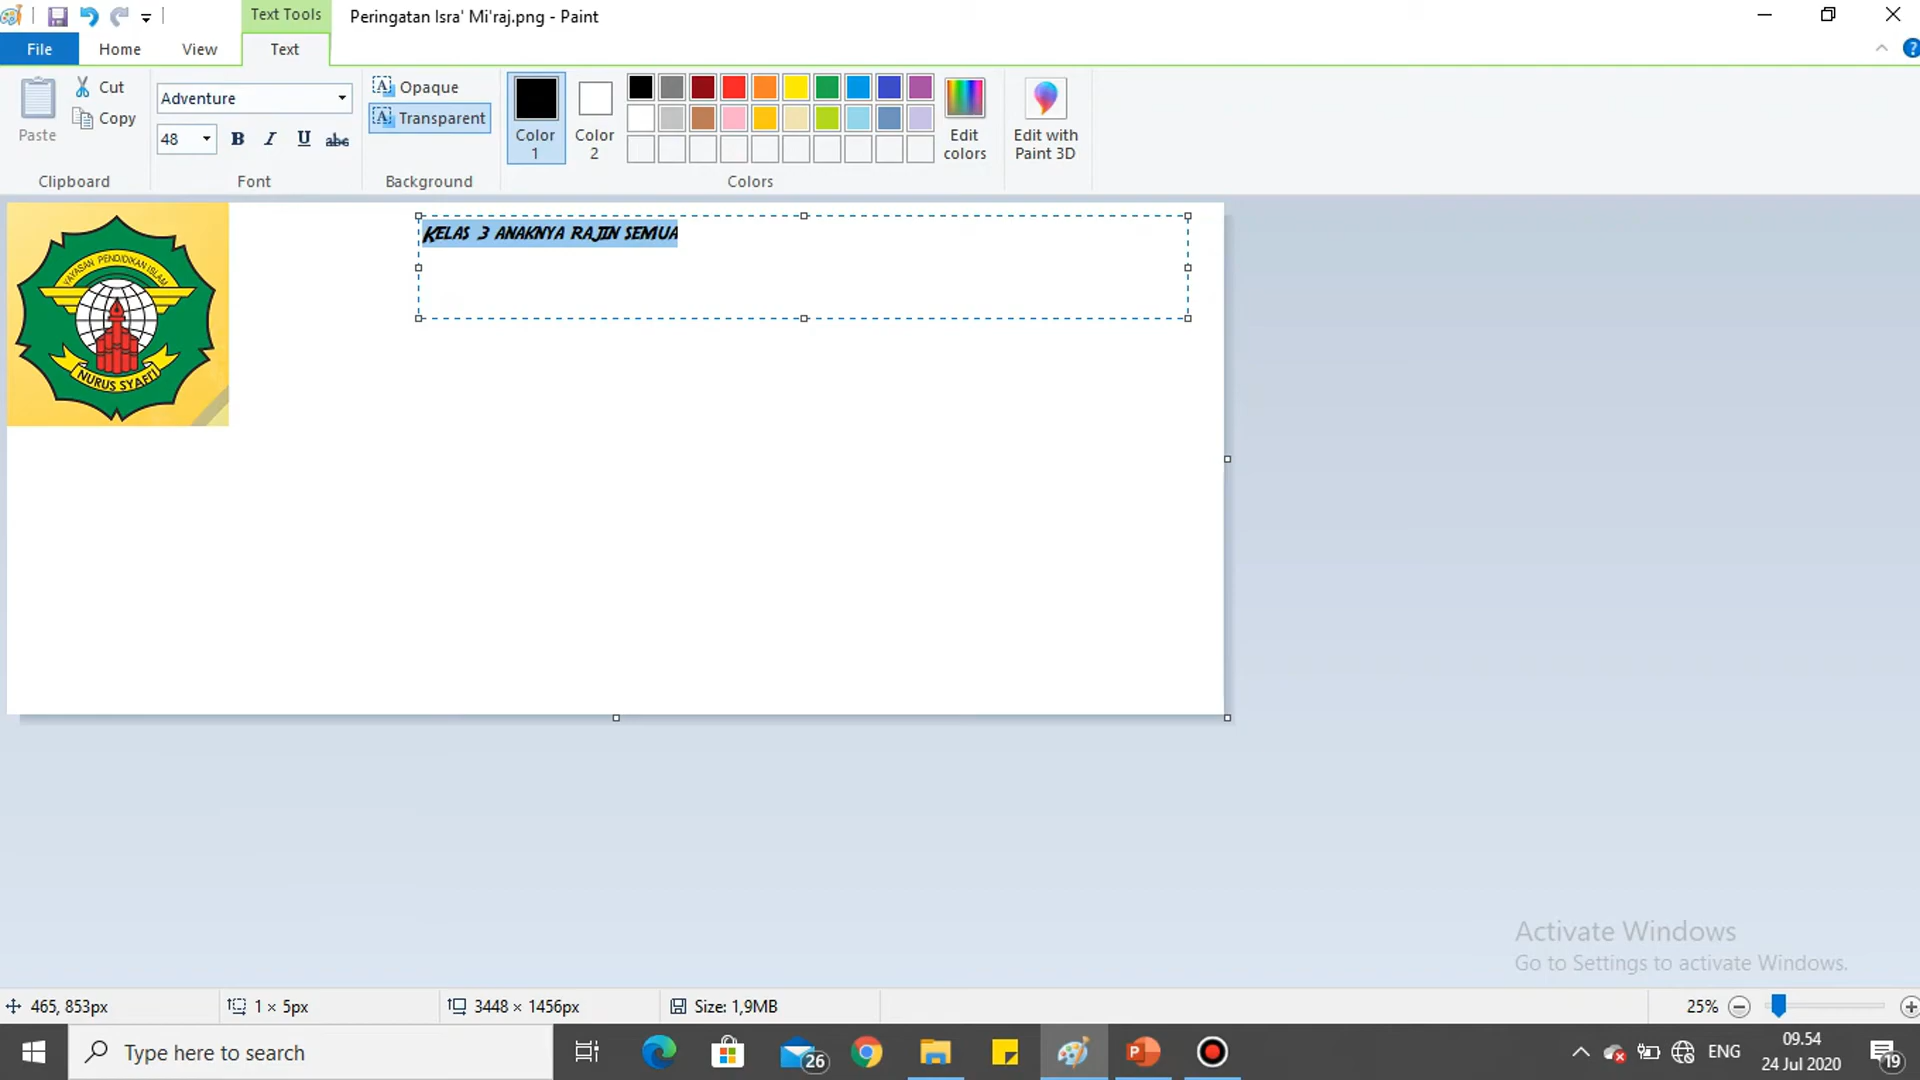 Text Tools
Peringatan Isra' Mi'raj.png - Paint
File
Home
View
Text
Paste
Cut
Copy
Clipboard
Adventure
48
B I U abc
Font
Opaque
Transparent
Background
Color 1
Color 2
Colors
Edit colors
Edit with Paint 3D
KELAS 3 ANAKNYA RAJIN SEMUA
YAYASAN PENDIDIKAN ISLAM
NURUS SYAFI'I
Activate Windows
Go to Settings to activate Windows.
465, 853px
1 × 5px
3448 × 1456px
Size: 1,9MB
25%
Type here to search
26
ENG
09.54
24 Jul 2020
19